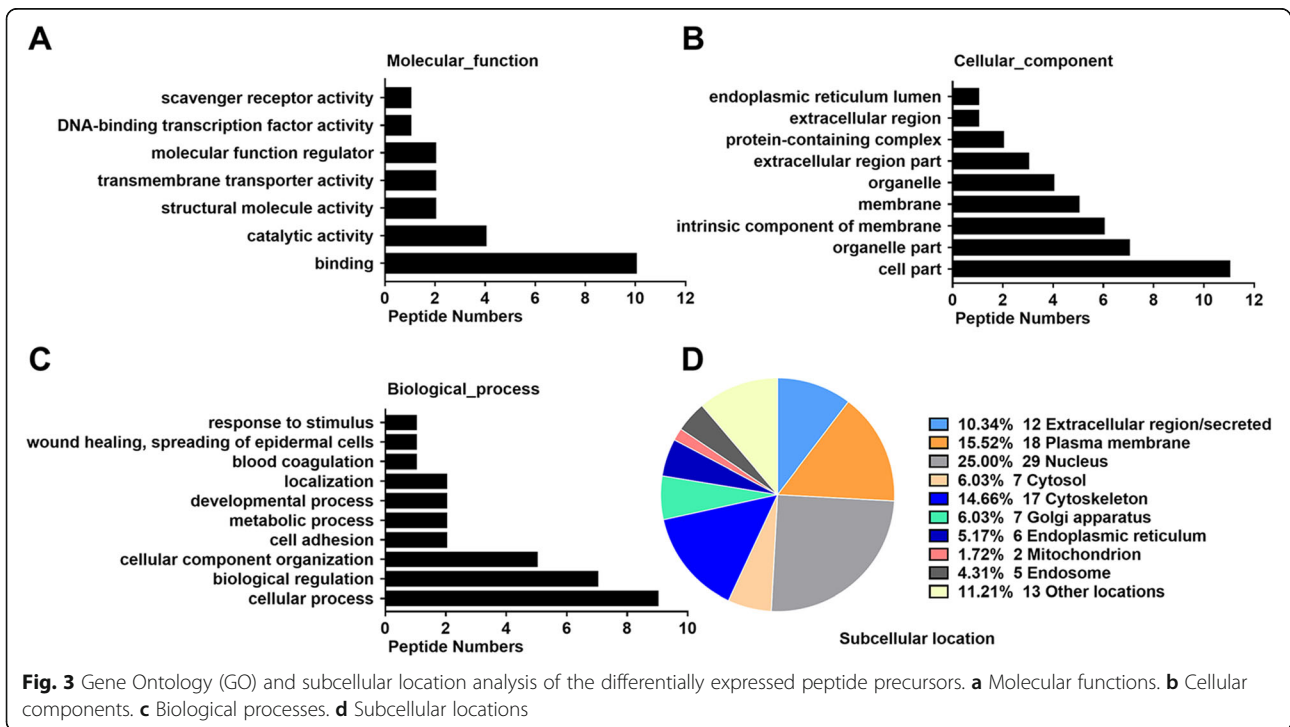 A
Molecular_function
scavenger receptor activity
DNA-binding transcription factor activity
molecular function regulator
transmembrane transporter activity
structural molecule activity
catalytic activity
binding
0 2 4 6 8 10 12
Peptide Numbers
B
Cellular_component
endoplasmic reticulum lumen
extracellular region
protein-containing complex
extracellular region part
organelle
membrane
intrinsic component of membrane
organelle part
cell part
0 2 4 6 8 10 12
Peptide Numbers
C
Biological_process
response to stimulus
wound healing, spreading of epidermal cells
blood coagulation
localization
developmental process
metabolic process
cell adhesion
cellular component organization
biological regulation
cellular process
0 2 4 6 8 10
Peptide Numbers
D
10.34% 12 Extracellular region/secreted
15.52% 18 Plasma membrane
25.00% 29 Nucleus
6.03% 7 Cytosol
14.66% 17 Cytoskeleton
6.03% 7 Golgi apparatus
5.17% 6 Endoplasmic reticulum
1.72% 2 Mitochondrion
4.31% 5 Endosome
11.21% 13 Other locations
Subcellular location
Fig. 3 Gene Ontology (GO) and subcellular location analysis of the differentially expressed peptide precursors. a Molecular functions. b Cellular
components. c Biological processes. d Subcellular locations